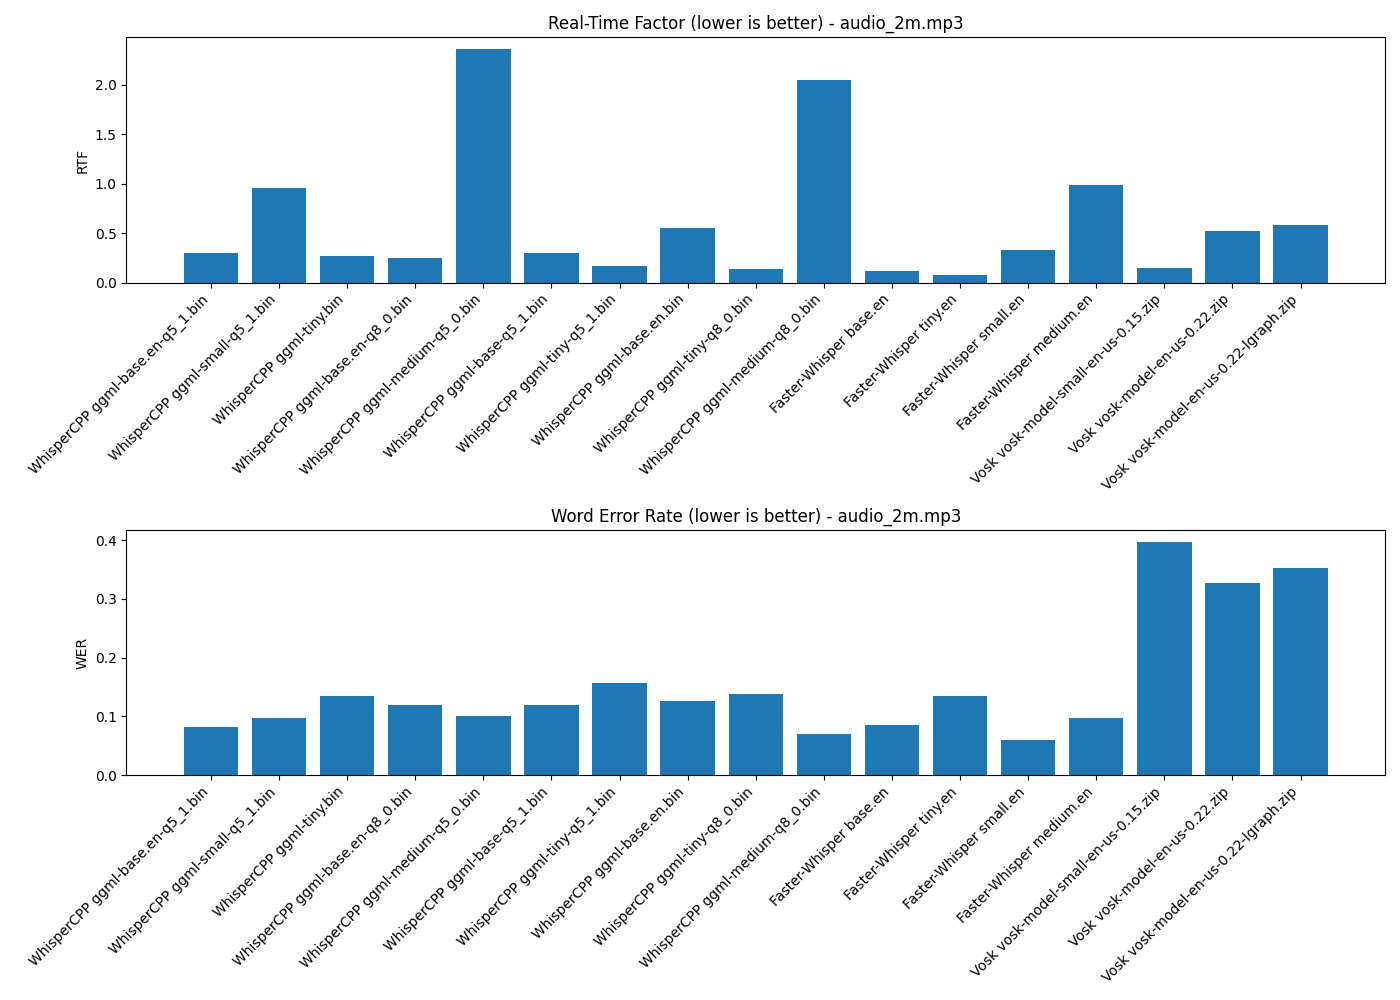 Real-Time Factor (lower is better) - audio_2m.mp3
RTF
2.0
1.5
1.0
0.5
0.0
WhisperCPP ggml-base.en-q5_1.bin
WhisperCPP ggml-small-q5_1.bin
WhisperCPP ggml-tiny.bin
WhisperCPP ggml-base.en-q8_0.bin
WhisperCPP ggml-medium-q5_0.bin
WhisperCPP ggml-base-q5_1.bin
WhisperCPP ggml-tiny-q5_1.bin
WhisperCPP ggml-base.en.bin
WhisperCPP ggml-tiny-q8_0.bin
WhisperCPP ggml-medium-q8_0.bin
Faster-Whisper base.en
Faster-Whisper tiny.en
Faster-Whisper small.en
Faster-Whisper medium.en
Vosk vosk-model-small-en-us-0.15.zip
Vosk vosk-model-en-us-0.22.zip
Vosk vosk-model-en-us-0.22-lgraph.zip
Word Error Rate (lower is better) - audio_2m.mp3
WER
0.4
0.3
0.2
0.1
0.0
WhisperCPP ggml-base.en-q5_1.bin
WhisperCPP ggml-small-q5_1.bin
WhisperCPP ggml-tiny.bin
WhisperCPP ggml-base.en-q8_0.bin
WhisperCPP ggml-medium-q5_0.bin
WhisperCPP ggml-base-q5_1.bin
WhisperCPP ggml-tiny-q5_1.bin
WhisperCPP ggml-base.en.bin
WhisperCPP ggml-tiny-q8_0.bin
WhisperCPP ggml-medium-q8_0.bin
Faster-Whisper base.en
Faster-Whisper tiny.en
Faster-Whisper small.en
Faster-Whisper medium.en
Vosk vosk-model-small-en-us-0.15.zip
Vosk vosk-model-en-us-0.22.zip
Vosk vosk-model-en-us-0.22-lgraph.zip